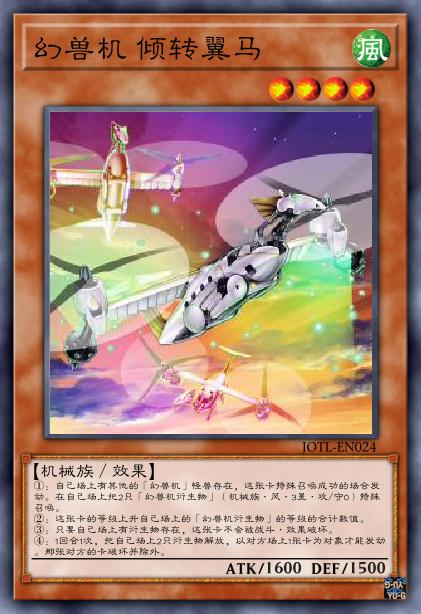 幻兽机 倾转翼马
風
JOTL-EN024
【机械族／效果】
①：自己场上有其他的「幻兽机」怪兽存在，这张卡特殊召唤成功的场合发
动。在自己场上把2只「幻兽机衍生物」（机械族・风・3星・攻/守0）特殊
召唤。
②：这张卡的等级上升自己场上的「幻兽机衍生物」的等级的合计数值。
③：只要自己场上有衍生物存在，这张卡不会被战斗・效果破坏。
④：1回合1次，把自己场上2只衍生物解放，以对方场上1张卡为对象才能发动
。那张对方的卡破坏并除外。
ATK/1600 DEF/1500